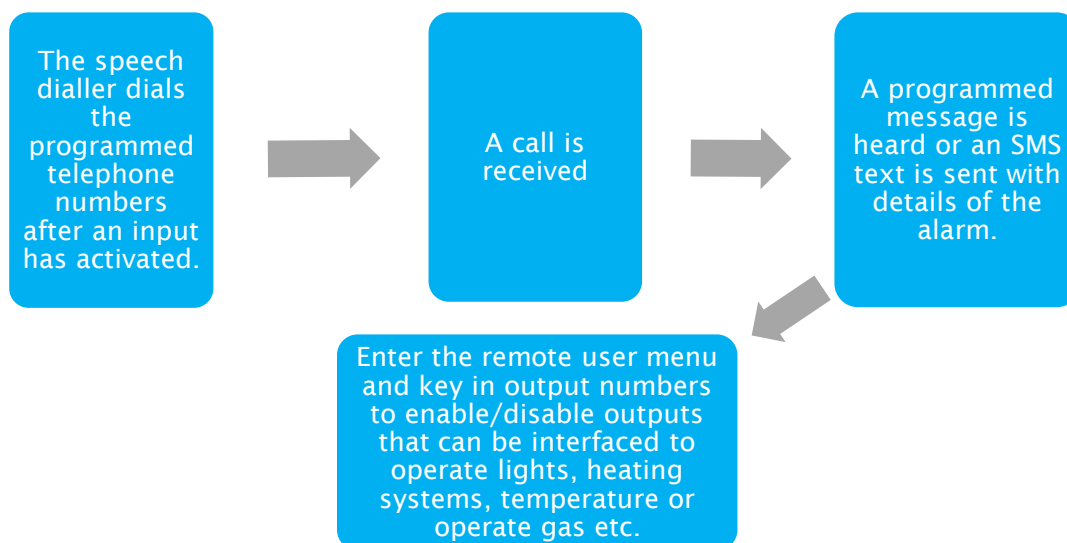 The speech
dialler dials
the
programmed
telephone
numbers
after an input
has activated.
A call is
received
A programmed
message is
heard or an SMS
text is sent with
details of the
alarm.
Enter the remote user menu
and key in output numbers
to enable/disable outputs
that can be interfaced to
operate lights, heating
systems, temperature or
operate gas etc.